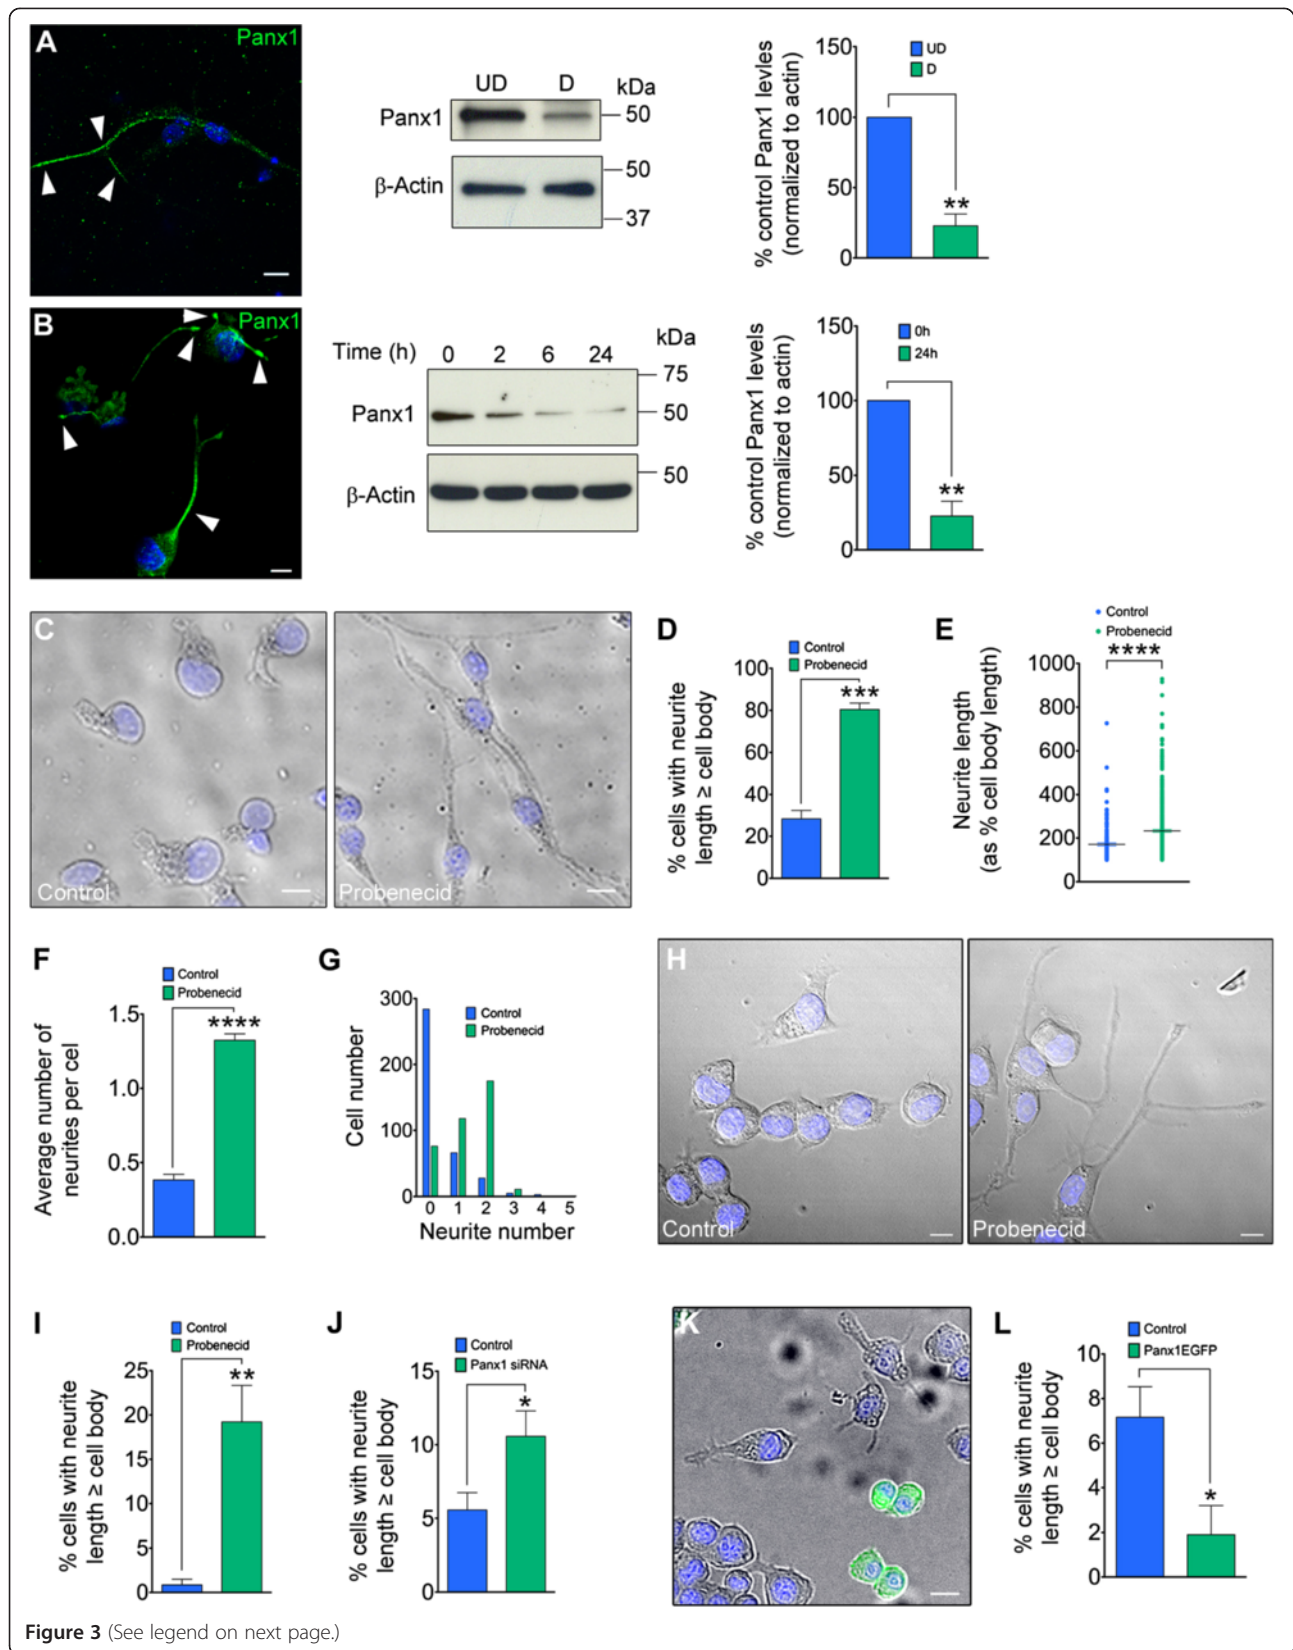 A
Panx1
UD D kDa
Panx1
50
β-Actin
50
37
% control Panx1 levles
(normalized to actin)
150
100
50
0
UD
D
**
B
Panx1
Time (h) 0 2 6 24 kDa
75
Panx1
50
β-Actin
50
% control Panx1 levels
(normalized to actin)
150
100
50
0
0h
24h
**
C
Control
Probenecid
D
% cells with neurite
length ≥ cell body
100
80
60
40
20
0
Control
Probenecid
***
E
Neurite length
(as % cell body length)
1000
800
600
400
200
0
Control
Probenecid
****
F
Average number of
neurites per cel
1.5
1.0
0.5
0.0
Control
Probenecid
****
G
Cell number
300
200
100
0
Control
Probenecid
0 1 2 3 4 5
Neurite number
H
Control
Probenecid
I
% cells with neurite
length ≥ cell body
25
20
15
10
5
0
Control
Probenecid
**
J
% cells with neurite
length ≥ cell body
15
10
5
0
Control
Panx1 siRNA
*
K
L
% cells with neurite
length ≥ cell body
10
8
6
4
2
0
Control
Panx1EGFP
*
Figure 3 (See legend on next page.)